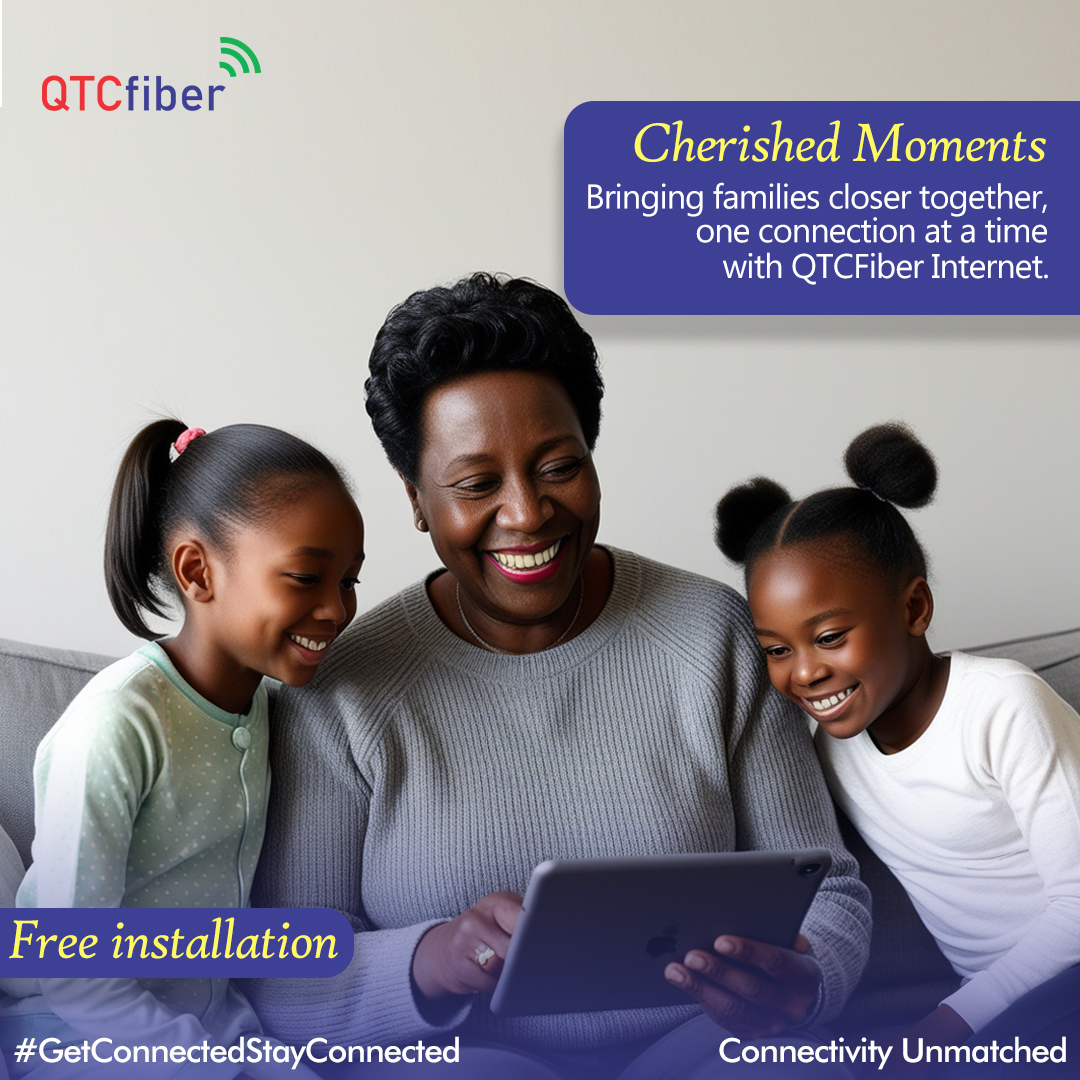 QTCfiber
Cherished Moments
Bringing families closer together,
one connection at a time
with QTCFiber Internet.
Free installation
#GetConnectedStayConnected
Connectivity Unmatched